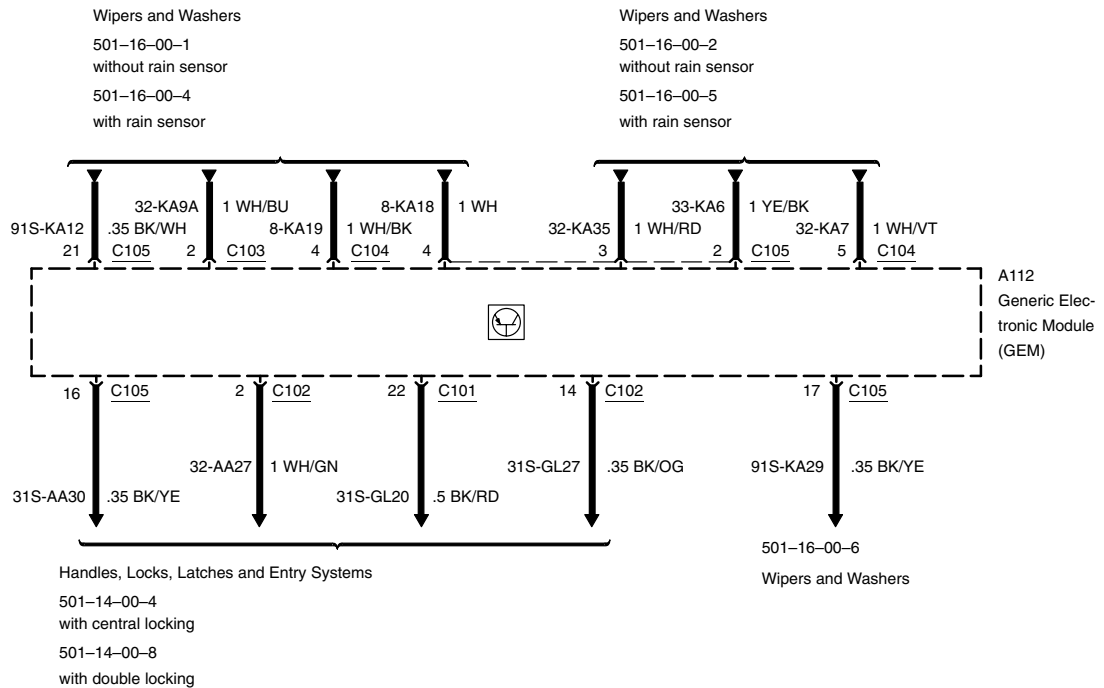 Wipers and Washers
501–16–00–1
without rain sensor
501–16–00–4
with rain sensor
Wipers and Washers
501–16–00–2
without rain sensor
501–16–00–5
with rain sensor
32-KA9A 1 WH/BU 8-KA18 1 WH 33-KA6 1 YE/BK
91S-KA12 .35 BK/WH 8-KA19 1 WH/BK 32-KA35 1 WH/RD 32-KA7 1 WH/VT
21 C105 2 C103 4 C104 4 3 2 C105 5 C104
A112
Generic Elec-
tronic Module
(GEM)
16 C105 2 C102 22 C101 14 C102 17 C105
32-AA27 1 WH/GN 31S-GL27 .35 BK/OG 91S-KA29 .35 BK/YE
31S-AA30 .35 BK/YE 31S-GL20 .5 BK/RD
501–16–00–6
Wipers and Washers
Handles, Locks, Latches and Entry Systems
501–14–00–4
with central locking
501–14–00–8
with double locking